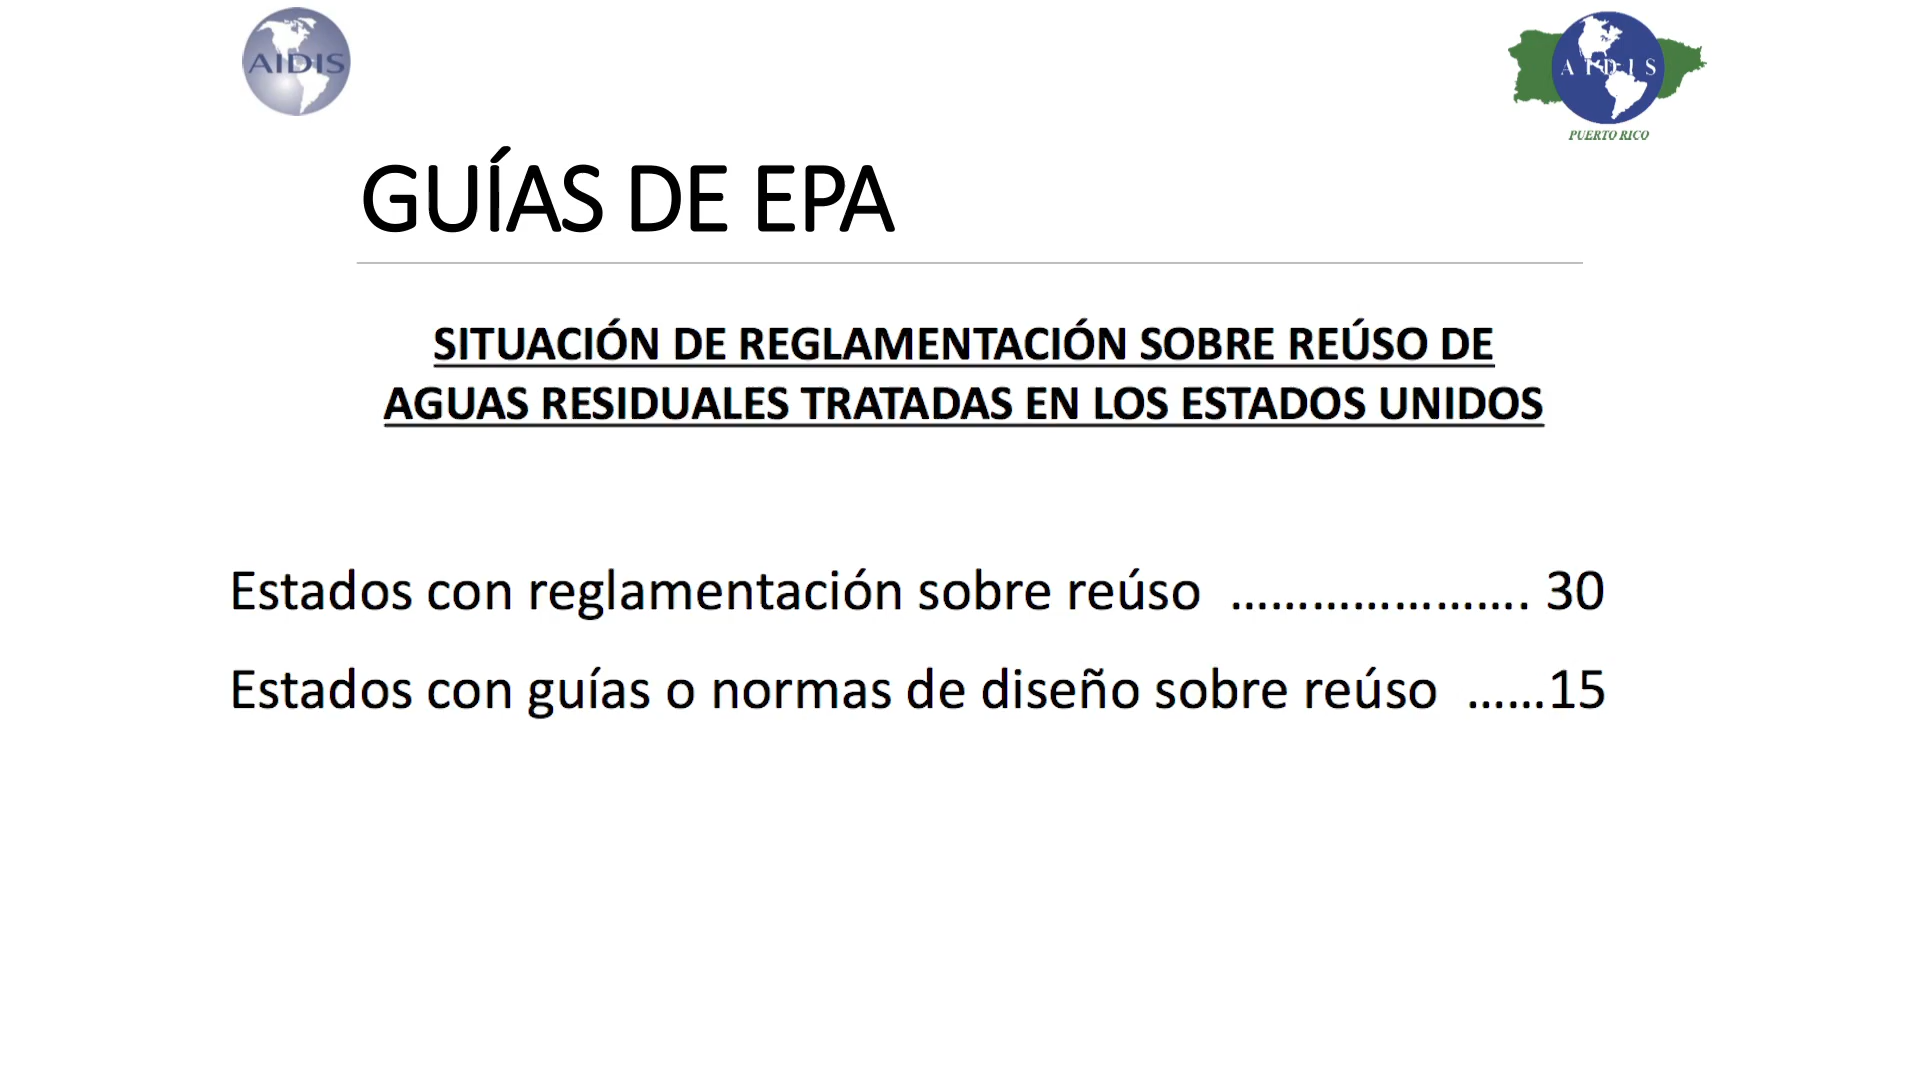 AIDIS
AIDIS
PUERTO RICO
GUÍAS DE EPA
SITUACIÓN DE REGLAMENTACIÓN SOBRE REÚSO DE
AGUAS RESIDUALES TRATADAS EN LOS ESTADOS UNIDOS
Estados con reglamentación sobre reúso …………………. 30
Estados con guías o normas de diseño sobre reúso ……15